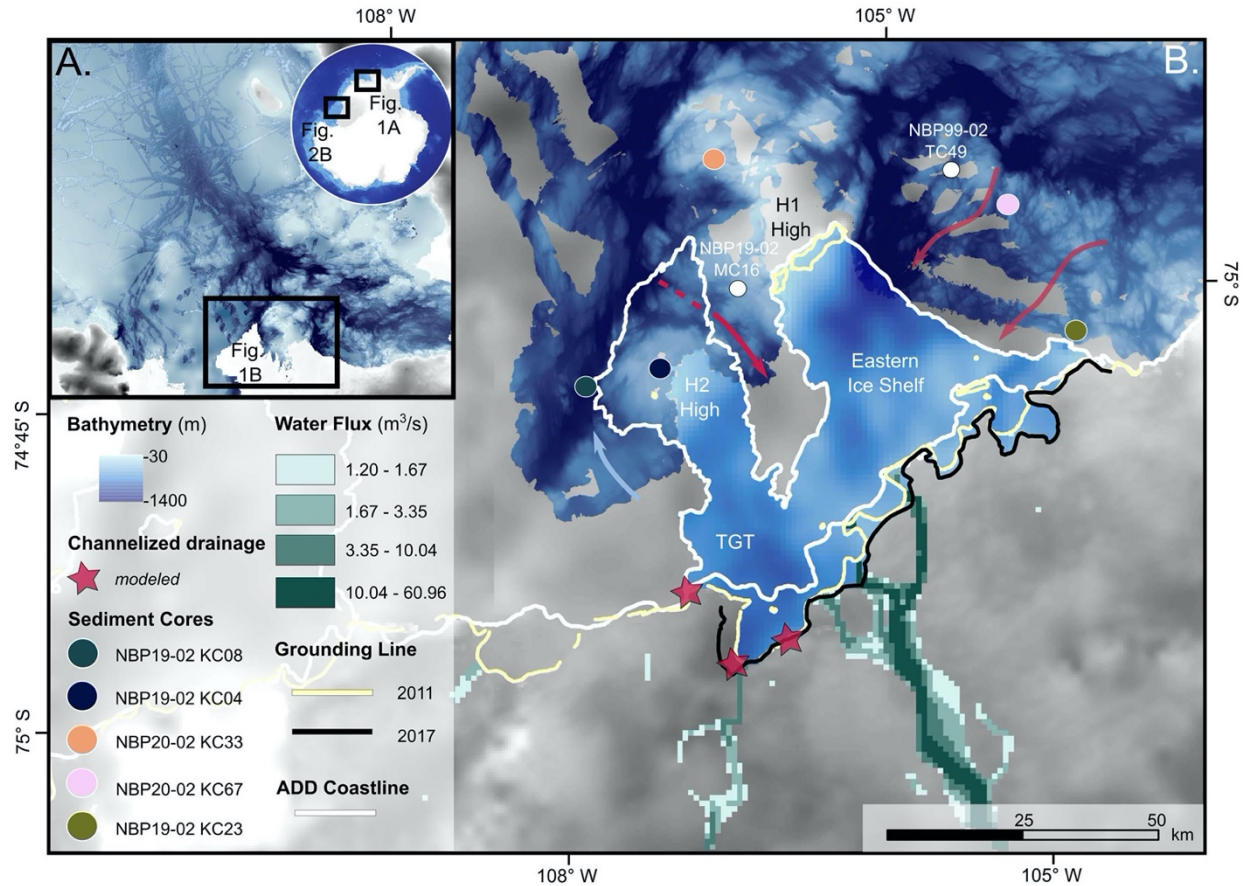 108° W
105° W
A.
B.
Fig.
1A
Fig.
2B
Fig.
1B
NBP99-02
TC49
H1
High
NBP19-02
MC16
75° S
Eastern
Ice Shelf
H2
High
TGT
74°45' S
75° S
Bathymetry (m)
-30
-1400
Channelized drainage
modeled
Sediment Cores
NBP19-02 KC08
NBP19-02 KC04
NBP20-02 KC33
NBP20-02 KC67
NBP19-02 KC23
Water Flux (m³/s)
1.20 - 1.67
1.67 - 3.35
3.35 - 10.04
10.04 - 60.96
Grounding Line
2011
2017
ADD Coastline
25
50
km
108° W
105° W